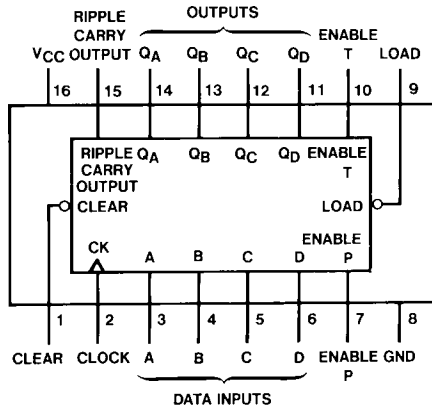 RIPPLE OUTPUTS
CARRY ENABLE
VCC OUTPUT QA QB QC QD T LOAD
16 15 14 13 12 11 10 9
RIPPLE QA QB QC QD ENABLE
CARRY T
OUTPUT
CLEAR LOAD
ENABLE
CK A B C D P
1 2 3 4 5 6 7 8
CLEAR CLOCK A B C D ENABLE GND
P
DATA INPUTS